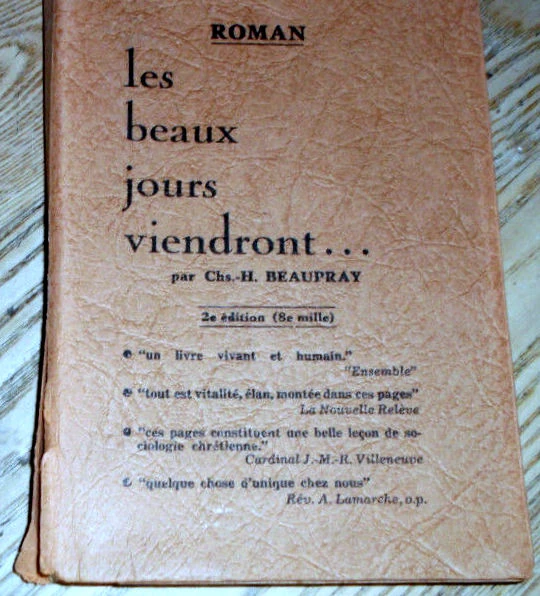 ROMAN
les
beaux
jours
viendront...
par Chs.-H. BEAUPRAY
2e édition (8e mille)
"un livre vivant et humain."
"Ensemble"
"tout est vitalité, élan, montée dans ces pages"
La Nouvelle Relève
"ces pages constituent une belle leçon de so-
ciologie chrétienne."
Cardinal J.-M.-R. Villeneuve
"quelque chose d'unique chez nous"
Rév. A. Lamarche, o.p.